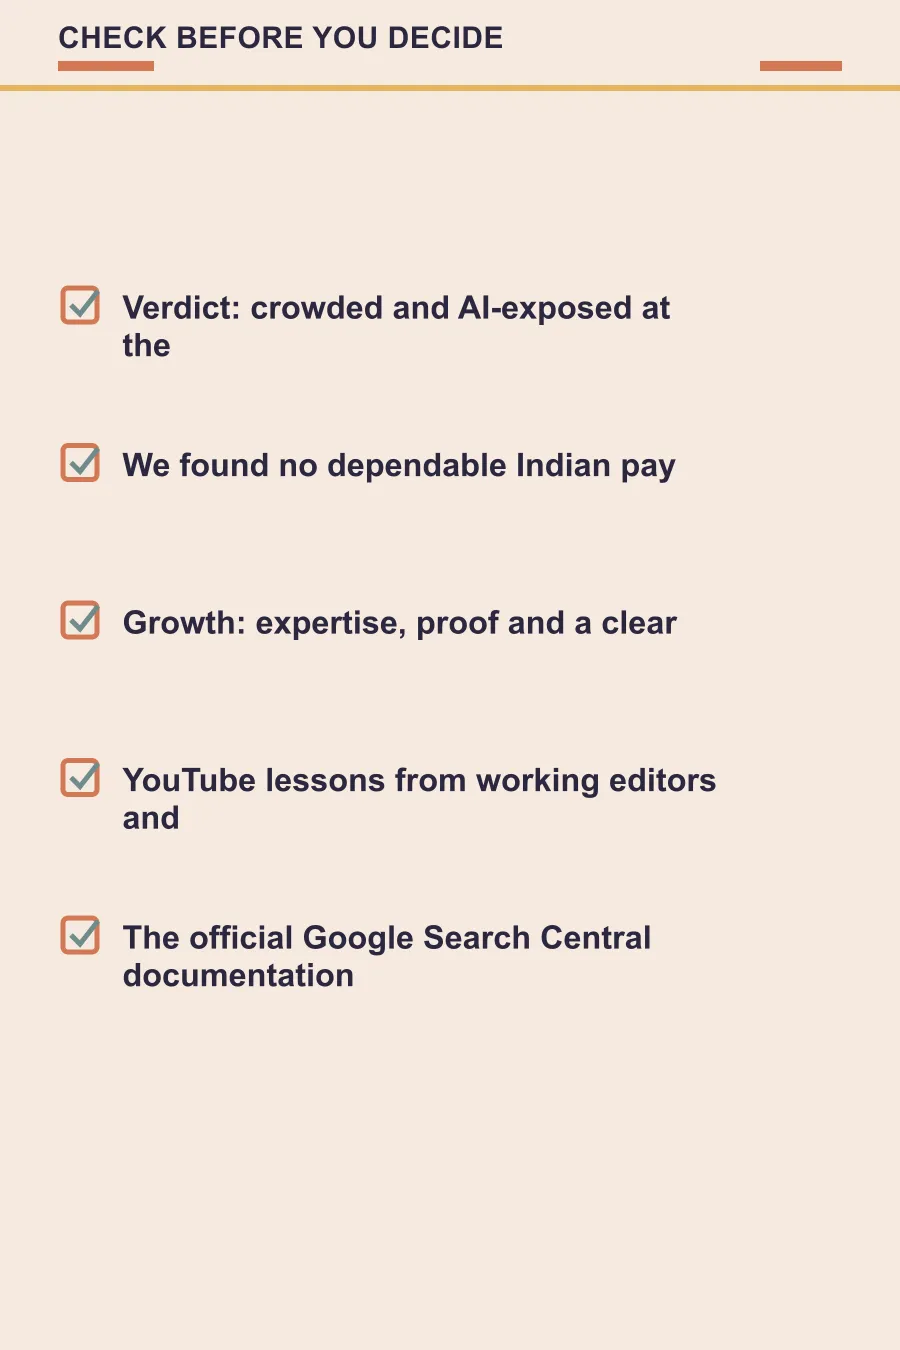 CHECK BEFORE YOU DECIDE
Verdict: crowded and AI-exposed at
the
We found no dependable Indian pay
Growth: expertise, proof and a clear
YouTube lessons from working editors
and
The official Google Search Central
documentation